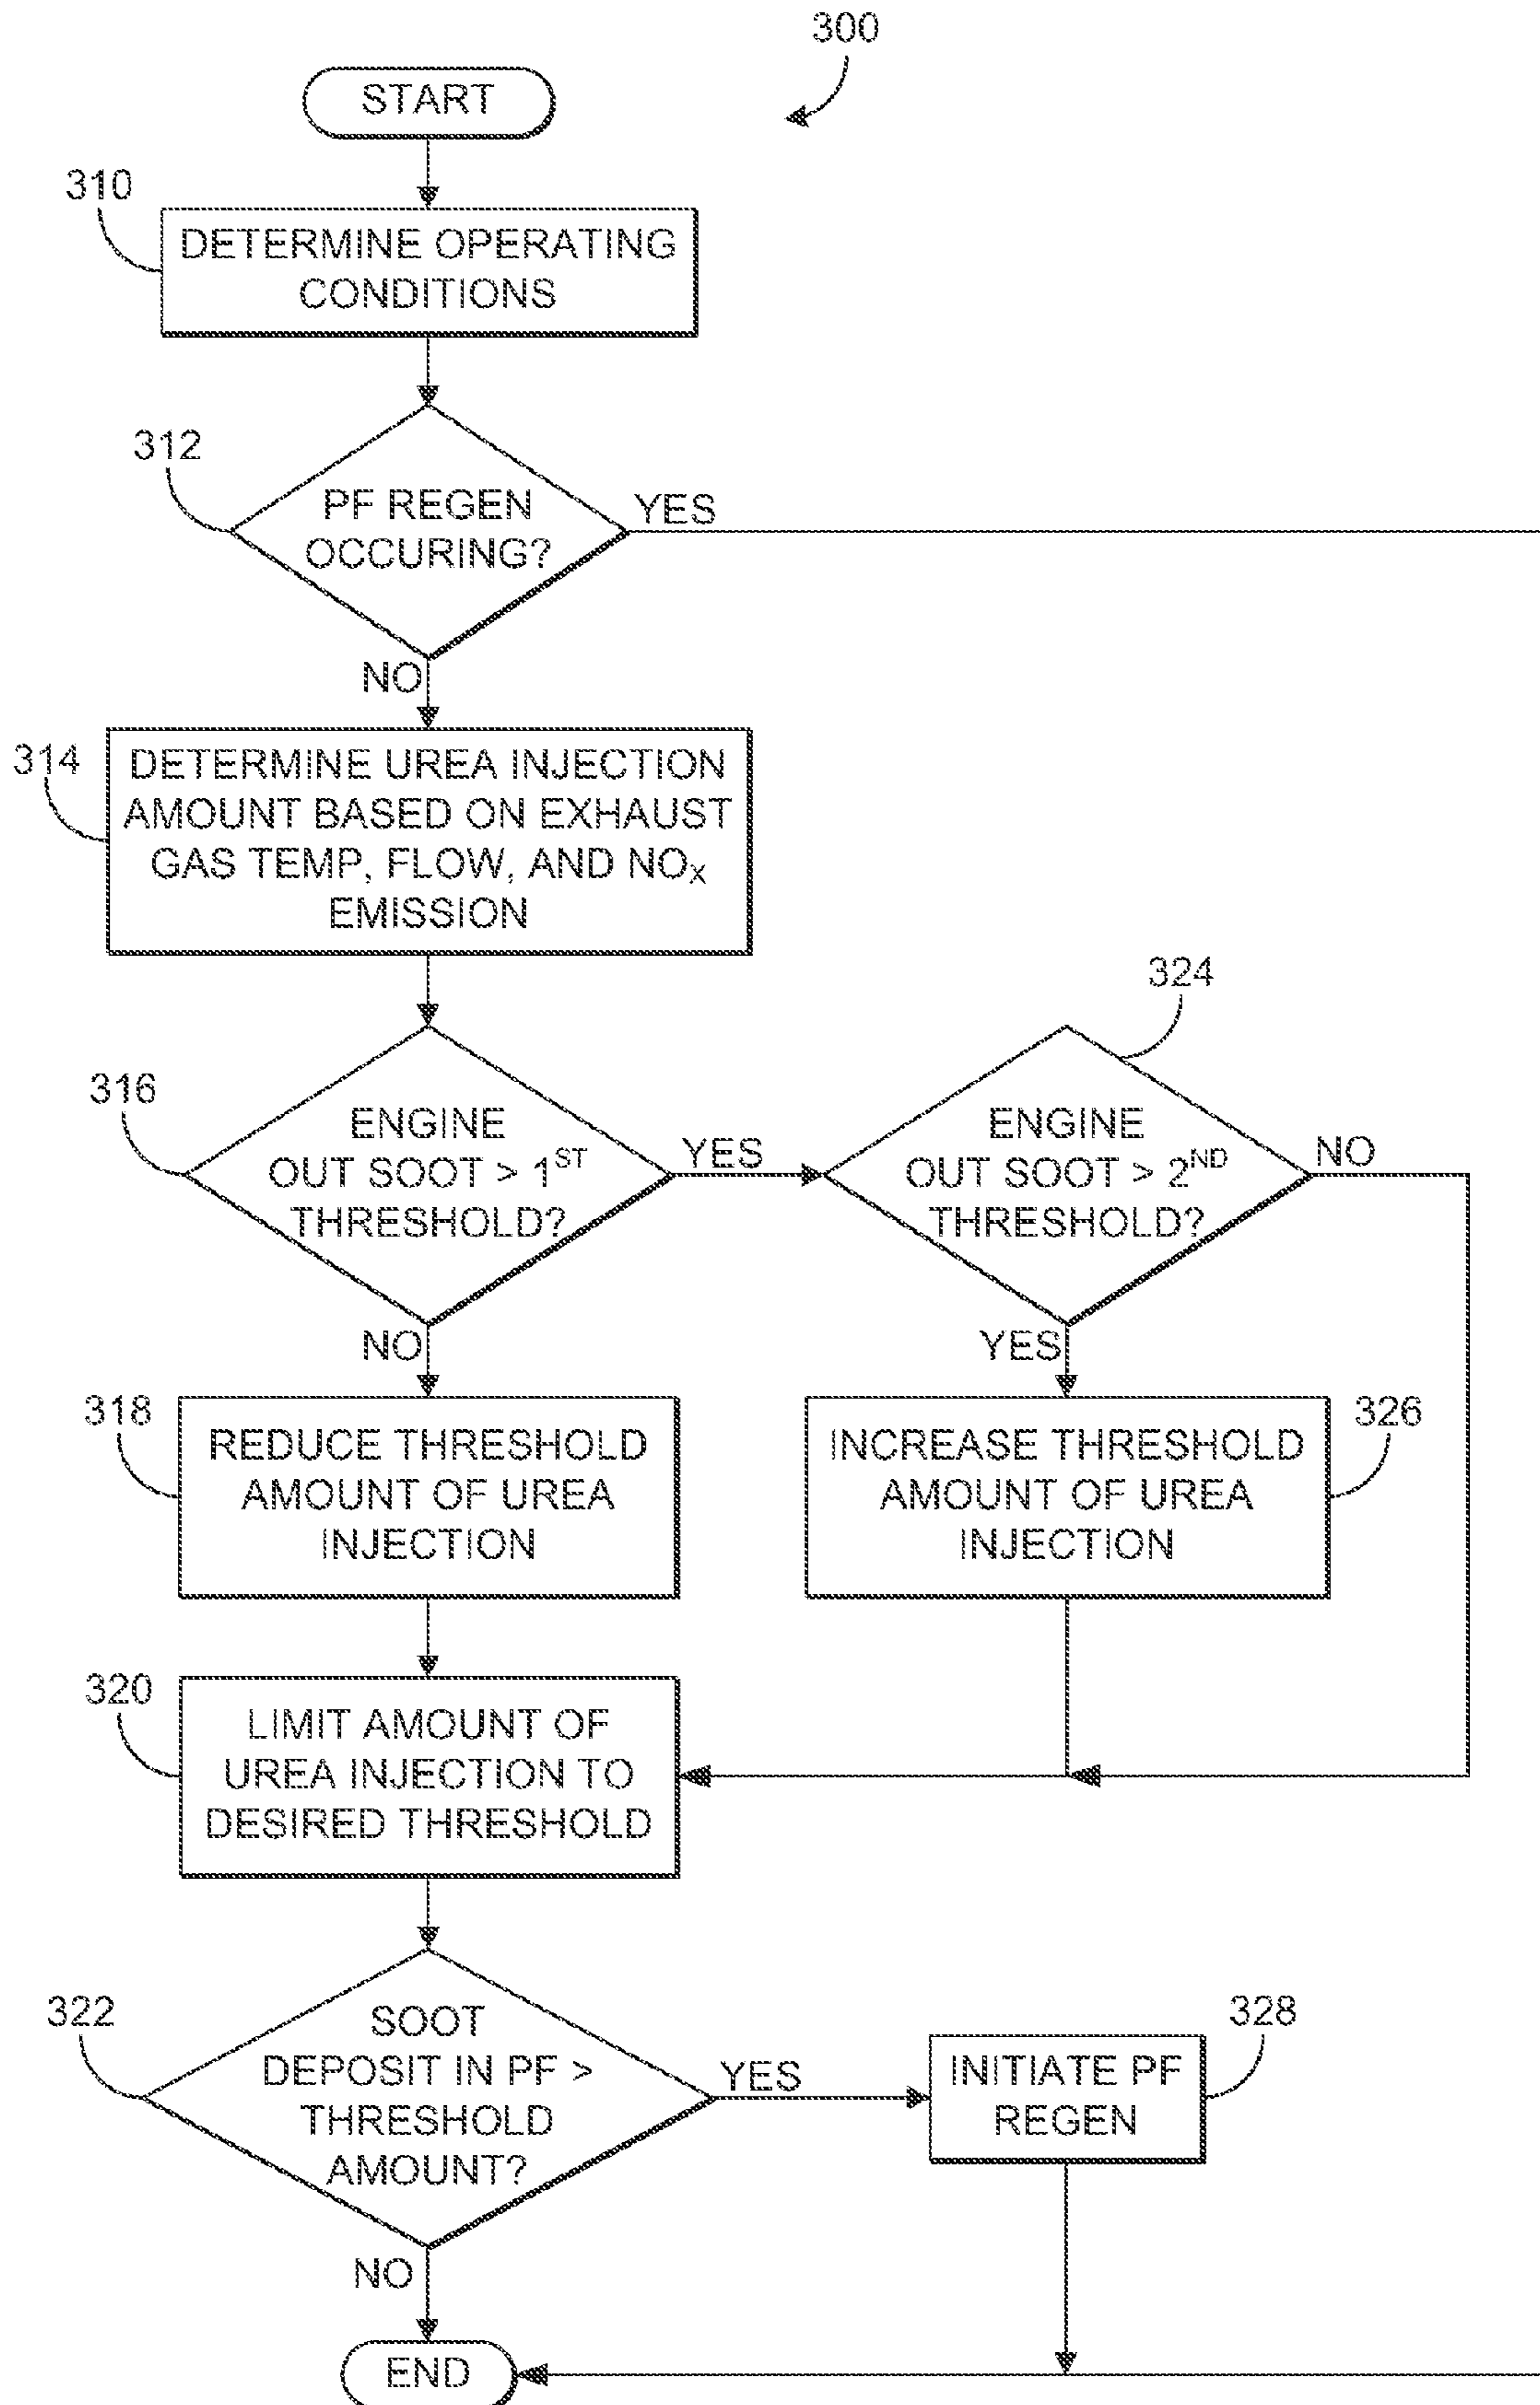 300
START
310
DETERMINE OPERATING
CONDITIONS
312
PF REGEN
OCCURING?
YES
NO
314
DETERMINE UREA INJECTION
AMOUNT BASED ON EXHAUST
GAS TEMP, FLOW, AND NOX
EMISSION
316
ENGINE
OUT SOOT > 1ST
THRESHOLD?
YES
NO
324
ENGINE
OUT SOOT > 2ND
THRESHOLD?
NO
YES
318
REDUCE THRESHOLD
AMOUNT OF UREA
INJECTION
326
INCREASE THRESHOLD
AMOUNT OF UREA
INJECTION
320
LIMIT AMOUNT OF
UREA INJECTION TO
DESIRED THRESHOLD
322
SOOT
DEPOSIT IN PF >
THRESHOLD
AMOUNT?
YES
NO
328
INITIATE PF
REGEN
END